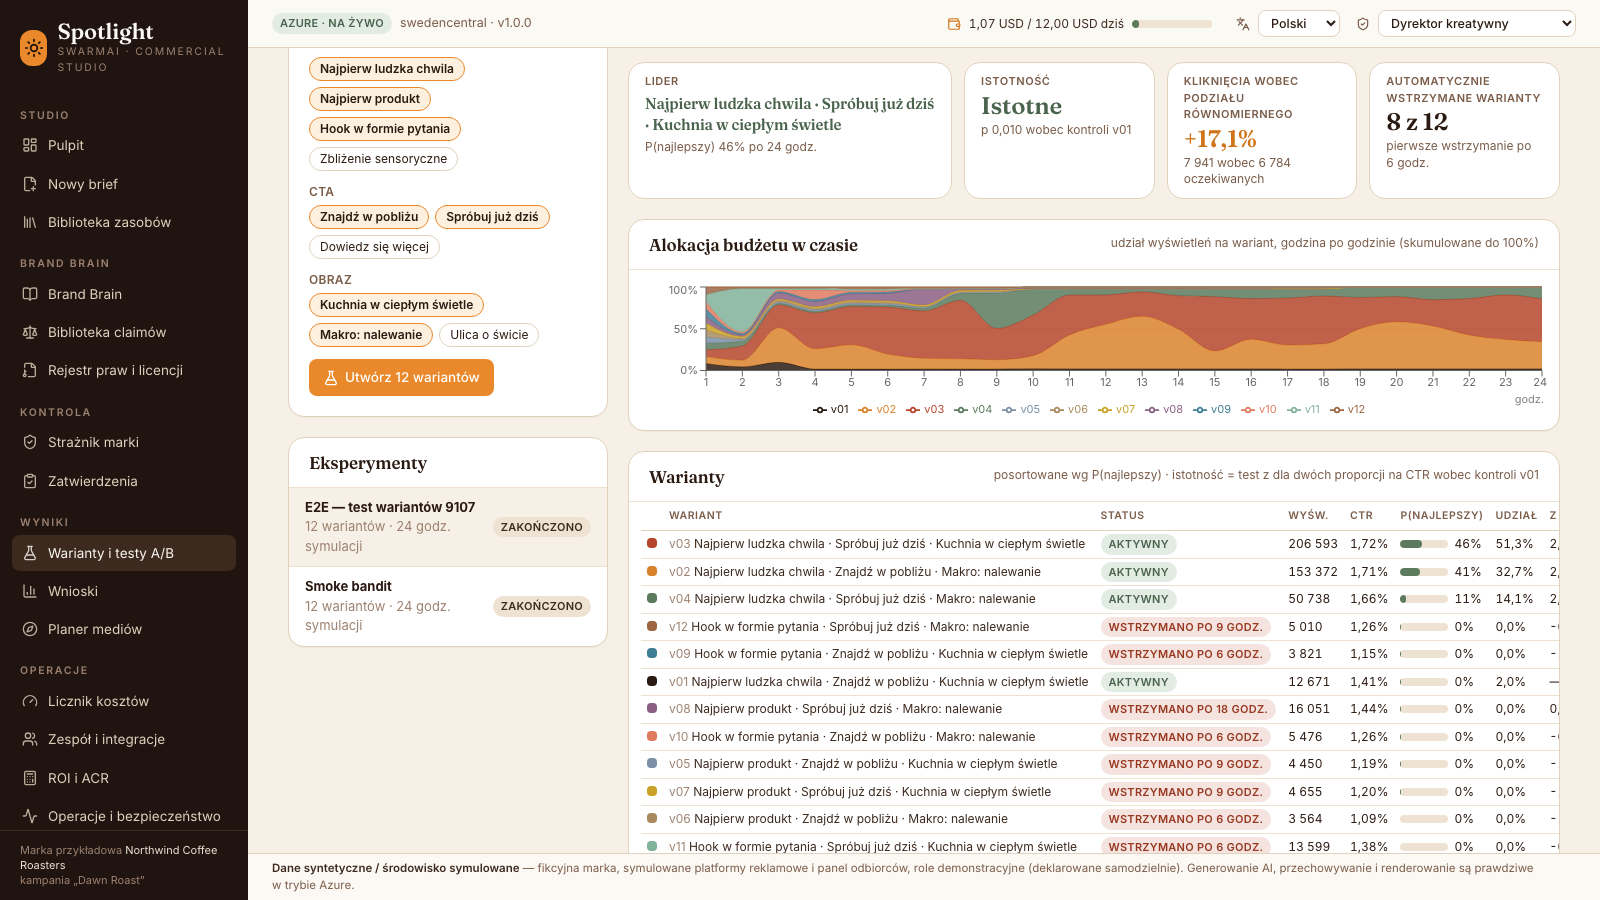 Spotlight
SWARMAI · COMMERCIAL
STUDIO
STUDIO
Pulpit
Nowy brief
Biblioteka zasobów
BRAND BRAIN
Brand Brain
Biblioteka claimów
Rejestr praw i licencji
KONTROLA
Strażnik marki
Zatwierdzenia
WYNIKI
Warianty i testy A/B
Wnioski
Planer mediów
OPERACJE
Licznik kosztów
Zespół i integracje
ROI i ACR
Operacje i bezpieczeństwo
Marka przykładowa Northwind Coffee
Roasters
kampania „Dawn Roast”
AZURE · NA ŻYWO swedencentral · v1.0.0
1,07 USD / 12,00 USD dziś
Polski
Dyrektor kreatywny
Najpierw ludzka chwila
Najpierw produkt
Hook w formie pytania
Zbliżenie sensoryczne
CTA
Znajdź w pobliżu Spróbuj już dziś
Dowiedz się więcej
OBRAZ
Kuchnia w ciepłym świetle
Makro: nalewanie Ulica o świcie
Utwórz 12 wariantów
Eksperymenty
E2E — test wariantów 9107
12 wariantów · 24 godz.
symulacji
ZAKOŃCZONO
Smoke bandit
12 wariantów · 24 godz.
symulacji
ZAKOŃCZONO
LIDER
Najpierw ludzka chwila · Spróbuj już dziś
· Kuchnia w ciepłym świetle
P(najlepszy) 46% po 24 godz.
ISTOTNOŚĆ
Istotne
p 0,010 wobec kontroli v01
KLIKNIĘCIA WOBEC
PODZIAŁU
RÓWNOMIERNEGO
+17,1%
7 941 wobec 6 784
oczekiwanych
AUTOMATYCZNIE
WSTRZYMANE WARIANTY
8 z 12
pierwsze wstrzymanie po
6 godz.
Alokacja budżetu w czasie
udział wyświetleń na wariant, godzina po godzinie (skumulowane do 100%)
100%
50%
0%
1 2 3 4 5 6 7 8 9 10 11 12 13 14 15 16 17 18 19 20 21 22 23 24
godz.
v01 v02 v03 v04 v05 v06 v07 v08 v09 v10 v11 v12
Warianty
posortowane wg P(najlepszy) · istotność = test z dla dwóch proporcji na CTR wobec kontroli v01
WARIANT STATUS WYŚW. CTR P(NAJLEPSZY) UDZIAŁ Z
v03 Najpierw ludzka chwila · Spróbuj już dziś · Kuchnia w ciepłym świetle AKTYWNY 206 593 1,72% 46% 51,3% 2,
v02 Najpierw ludzka chwila · Znajdź w pobliżu · Makro: nalewanie AKTYWNY 153 372 1,71% 41% 32,7% 2,
v04 Najpierw ludzka chwila · Spróbuj już dziś · Makro: nalewanie AKTYWNY 50 738 1,66% 11% 14,1% 2,
v12 Hook w formie pytania · Spróbuj już dziś · Makro: nalewanie WSTRZYMANO PO 9 GODZ. 5 010 1,26% 0% 0,0% -
v09 Hook w formie pytania · Znajdź w pobliżu · Kuchnia w ciepłym świetle WSTRZYMANO PO 6 GODZ. 3 821 1,15% 0% 0,0% -
v01 Najpierw ludzka chwila · Znajdź w pobliżu · Kuchnia w ciepłym świetle AKTYWNY 12 671 1,41% 0% 2,0% —
v08 Najpierw produkt · Spróbuj już dziś · Makro: nalewanie WSTRZYMANO PO 18 GODZ. 16 051 1,44% 0% 0,0% 0,
v10 Hook w formie pytania · Znajdź w pobliżu · Makro: nalewanie WSTRZYMANO PO 6 GODZ. 5 476 1,26% 0% 0,0% -
v05 Najpierw produkt · Znajdź w pobliżu · Kuchnia w ciepłym świetle WSTRZYMANO PO 9 GODZ. 4 450 1,19% 0% 0,0% -
v07 Najpierw produkt · Spróbuj już dziś · Kuchnia w ciepłym świetle WSTRZYMANO PO 9 GODZ. 4 655 1,20% 0% 0,0% -
v06 Najpierw produkt · Znajdź w pobliżu · Makro: nalewanie WSTRZYMANO PO 6 GODZ. 3 564 1,09% 0% 0,0% -
v11 Hook w formie pytania · Spróbuj już dziś · Kuchnia w ciepłym świetle WSTRZYMANO PO 6 GODZ. 13 599 1,38% 0% 0,0% -
Dane syntetyczne / środowisko symulowane — fikcyjna marka, symulowane platformy reklamowe i panel odbiorców, role demonstracyjne (deklarowane samodzielnie). Generowanie AI, przechowywanie i renderowanie są prawdziwe
w trybie Azure.